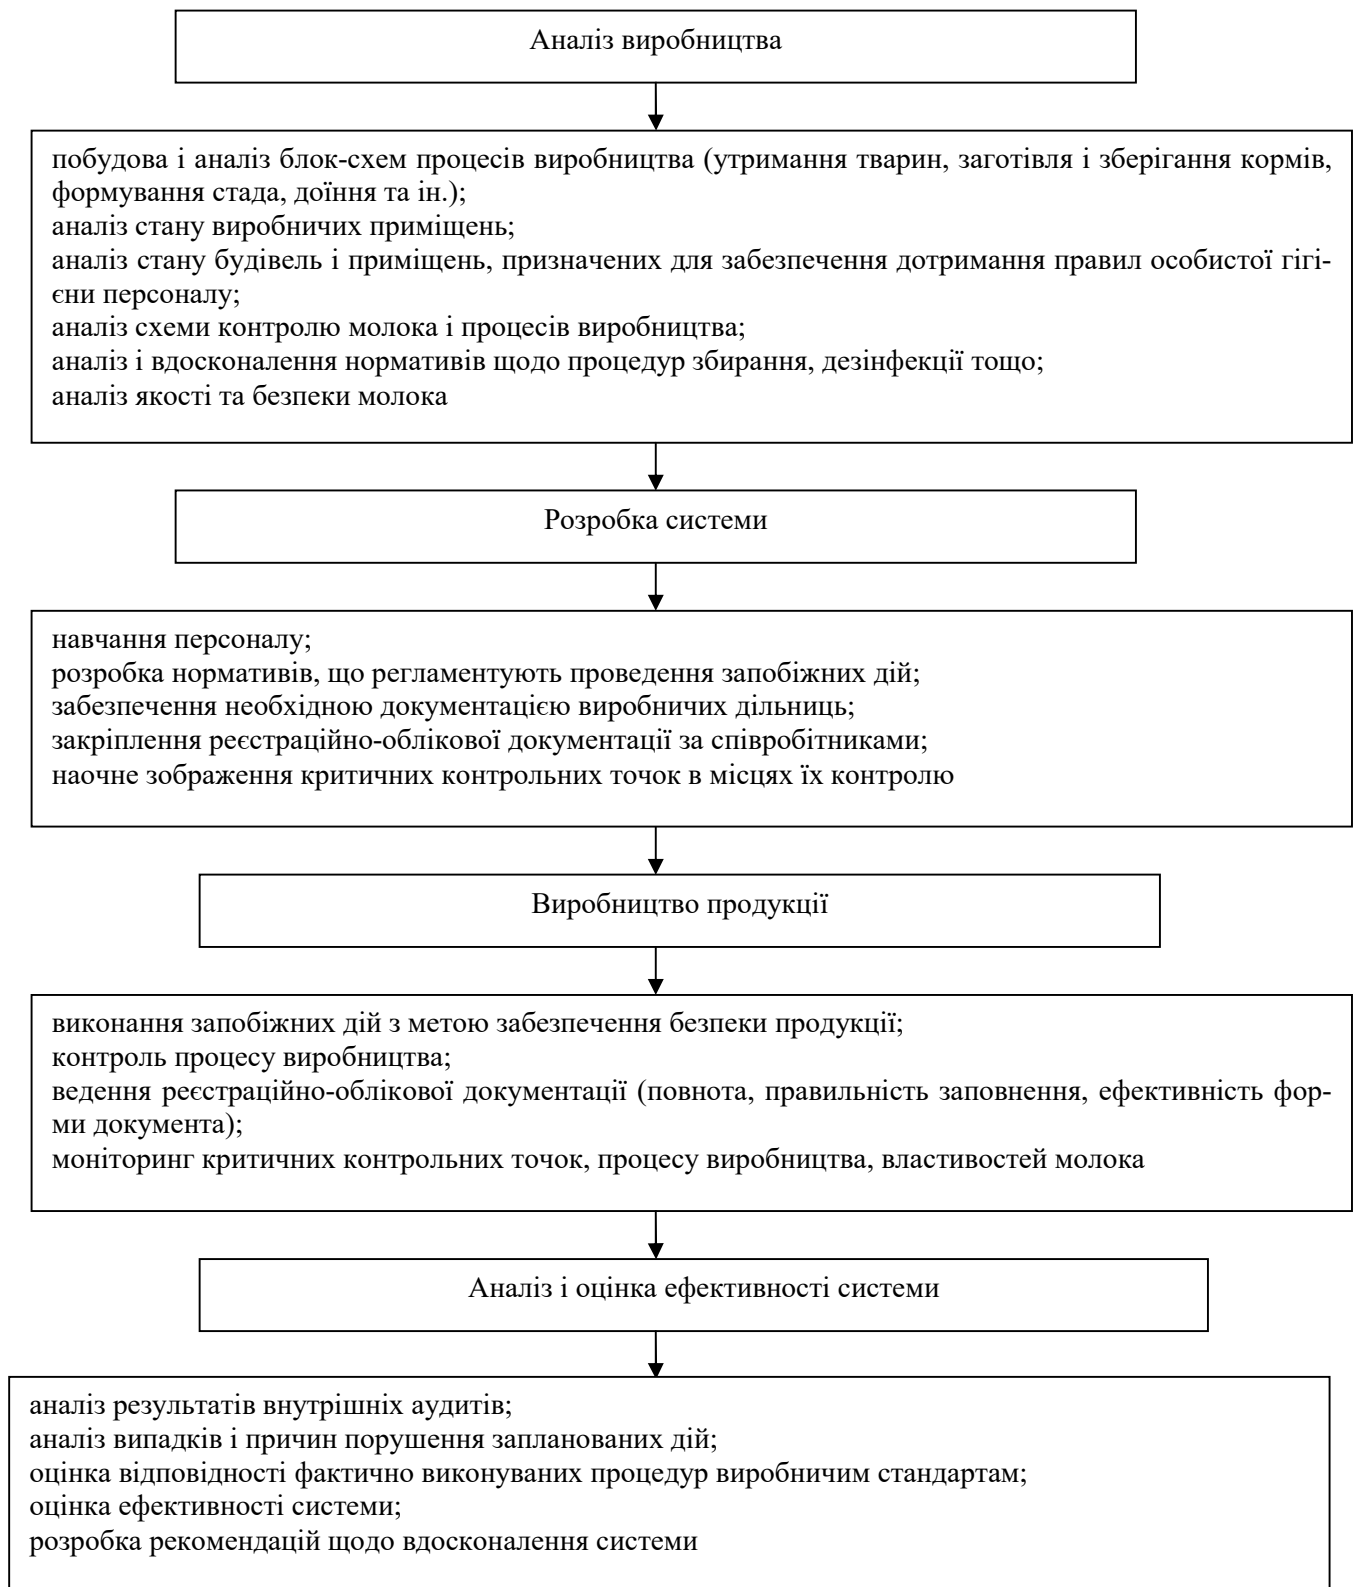 Аналіз виробництва
побудова і аналіз блок-схем процесів виробництва (утримання тварин, заготівля і зберігання кормів,
формування стада, доїння та ін.);
аналіз стану виробничих приміщень;
аналіз стану будівель і приміщень, призначених для забезпечення дотримання правил особистої гігі-
єни персоналу;
аналіз схеми контролю молока і процесів виробництва;
аналіз і вдосконалення нормативів щодо процедур збирання, дезінфекції тощо;
аналіз якості та безпеки молока
Розробка системи
навчання персоналу;
розробка нормативів, що регламентують проведення запобіжних дій;
забезпечення необхідною документацією виробничих дільниць;
закріплення реєстраційно-облікової документації за співробітниками;
наочне зображення критичних контрольних точок в місцях їх контролю
Виробництво продукції
виконання запобіжних дій з метою забезпечення безпеки продукції;
контроль процесу виробництва;
ведення реєстраційно-облікової документації (повнота, правильність заповнення, ефективність фор-
ми документа);
моніторинг критичних контрольних точок, процесу виробництва, властивостей молока
Аналіз і оцінка ефективності системи
аналіз результатів внутрішніх аудитів;
аналіз випадків і причин порушення запланованих дій;
оцінка відповідності фактично виконуваних процедур виробничим стандартам;
оцінка ефективності системи;
розробка рекомендацій щодо вдосконалення системи